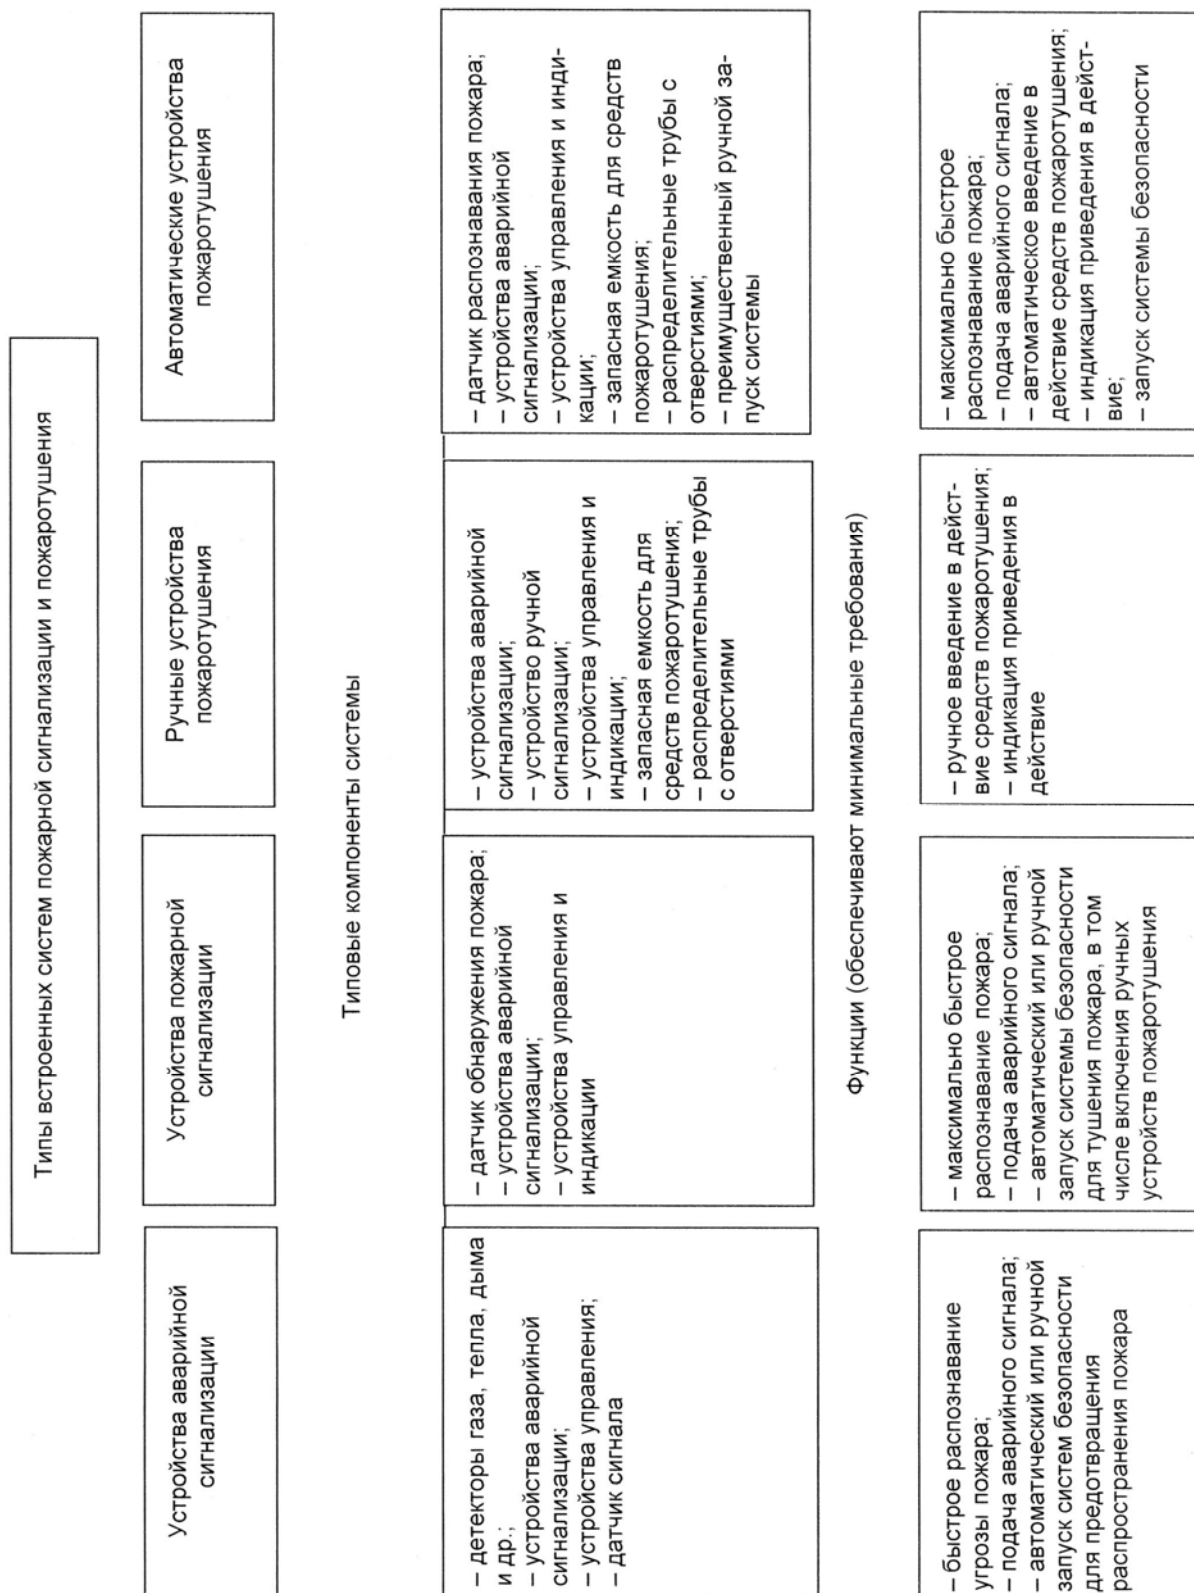 Типы встроенных систем пожарной сигнализации и пожаротушения
Устройства аварийной
сигнализации
Устройства пожарной
сигнализации
Ручные устройства
пожаротушения
Автоматические устройства
пожаротушения
Типовые компоненты системы
– детекторы газа, тепла, дыма
и др.;
– устройства аварийной
сигнализации;
– устройства управления;
– датчик сигнала
– датчик обнаружения пожара;
– устройства аварийной
сигнализации;
– устройства управления и
индикации
– устройства аварийной
сигнализации;
– устройство ручной
сигнализации;
– устройства управления и
индикации;
– запасная емкость для
средств пожаротушения;
– распределительные трубы
с отверстиями
– датчик распознавания пожара;
– устройства аварийной
сигнализации;
– устройства управления и инди-
кации;
– запасная емкость для средств
пожаротушения;
– распределительные трубы с
отверстиями;
– преимущественный ручной за-
пуск системы
Функции (обеспечивают минимальные требования)
– быстрое распознавание
угрозы пожара;
– подача аварийного сигнала;
– автоматический или ручной
запуск систем безопасности
для предотвращения
распространения пожара
– максимально быстрое
распознавание пожара;
– подача аварийного сигнала;
– автоматический или ручной
запуск системы безопасности
для тушения пожара, в том
числе включения ручных
устройств пожаротушения
– ручное введение в дейст-
вие средств пожаротушения;
– индикация приведения в
действие
– максимально быстрое
распознавание пожара;
– подача аварийного сигнала;
– автоматическое введение в
действие средств пожаротушения;
– индикация приведения в дейст-
вие;
– запуск системы безопасности